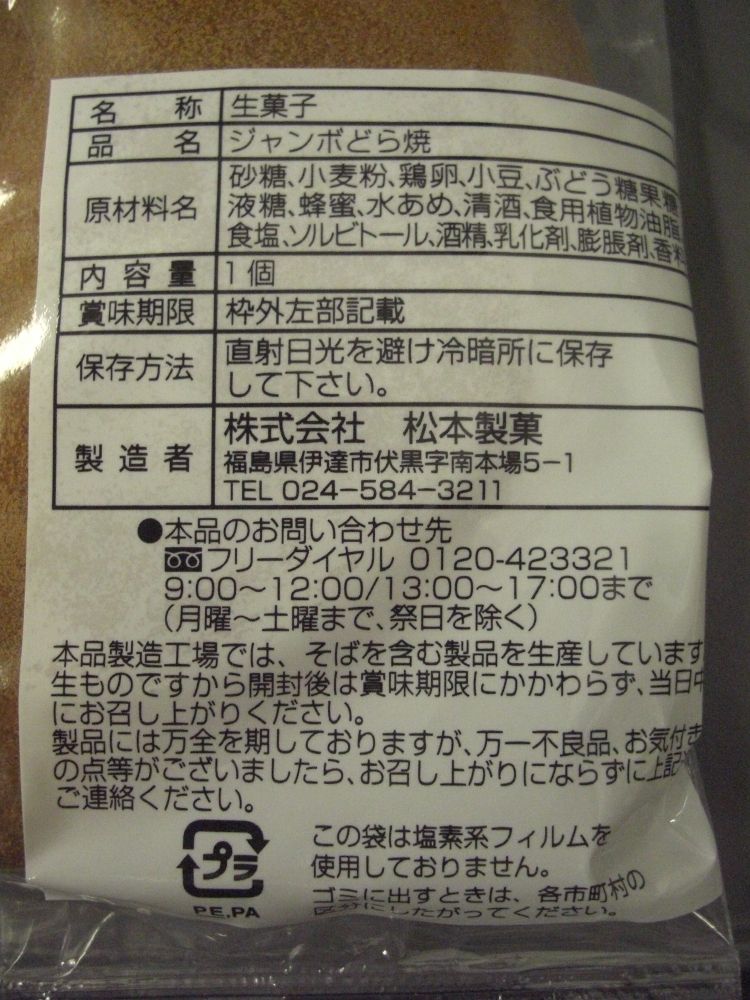 名称 生菓子
品名 ジャンボどら焼
原材料名 砂糖、小麦粉、鶏卵、小豆、ぶどう糖果糖
液糖、蜂蜜、水あめ、清酒、食用植物油脂
食塩、ソルビトール、酒精、乳化剤、膨脹剤、香料
内容量 1個
賞味期限 枠外左部記載
保存方法 直射日光を避け冷暗所に保存
して下さい。
製造者 株式会社 松本製菓
福島県伊達市伏黒字南本場5−1
TEL 024−584−3211
●本品のお問い合わせ先
フリーダイヤル 0120-423321
9:00〜12:00/13:00〜17:00まで
(月曜〜土曜まで、祭日を除く)
本品製造工場では、そばを含む製品を生産しています
生ものですから開封後は賞味期限にかかわらず、当日中
にお召し上がりください。
製品には万全を期しておりますが、万一不良品、お気付き
の点等がございましたら、お召し上がりにならずに上記
ご連絡ください。
プラ
PE,PA
この袋は塩素系フィルムを
使用しておりません。
ゴミに出すときは、各市町村の
区分にしたがってください。